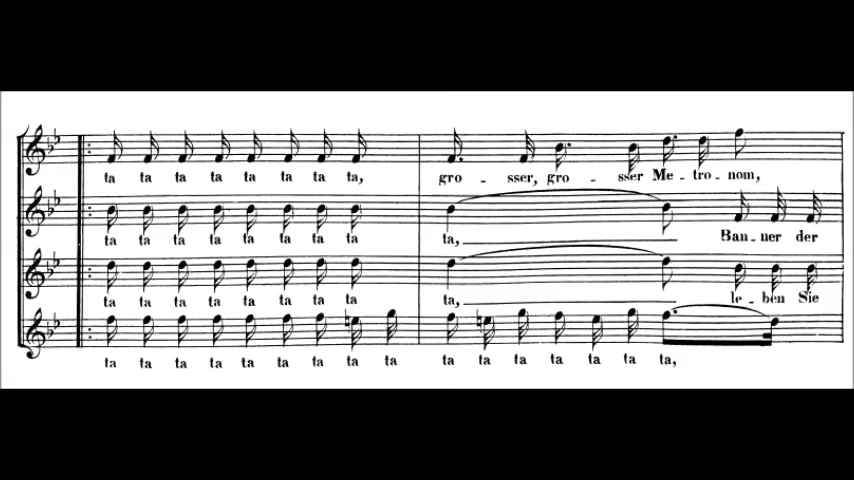 ta ta ta ta ta ta ta ta, gro - sser, gro - sser Me - tro - nom,
ta ta ta ta ta ta ta ta ta, Ban - ner der
ta ta ta ta ta ta ta ta ta, le - ben Sie
ta ta ta ta ta ta ta ta ta ta ta ta ta ta ta ta,